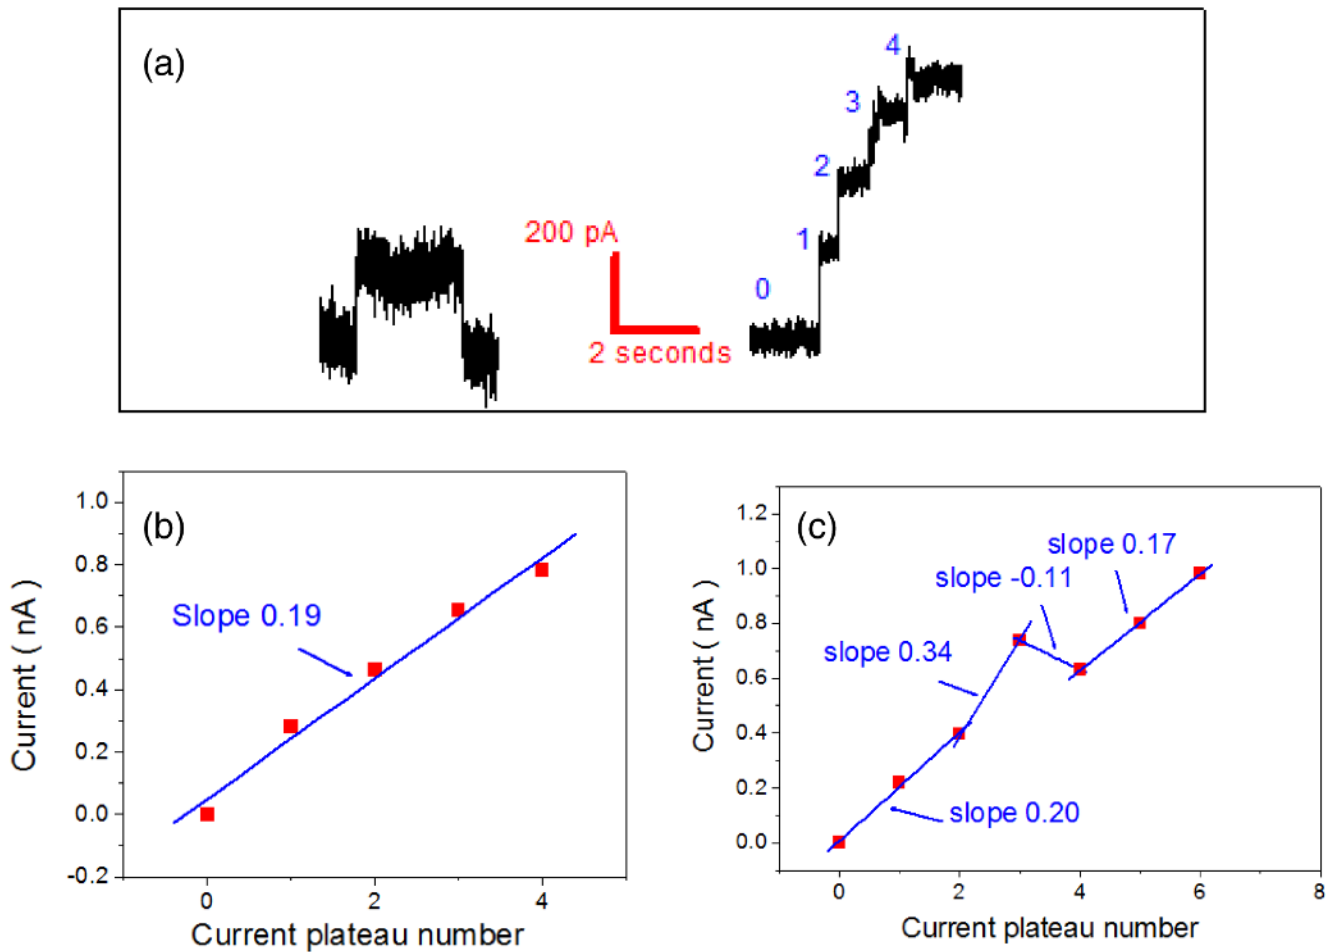 (a)
200 pA
2 seconds
0
1
2
3
4
(b)
Current ( nA )
1.0
0.8
0.6
0.4
0.2
0.0
-0.2
Slope 0.19
0
2
4
Current plateau number
(c)
Current ( nA )
1.2
1.0
0.8
0.6
0.4
0.2
0.0
slope 0.17
slope -0.11
slope 0.34
slope 0.20
0
2
4
6
8
Current plateau number